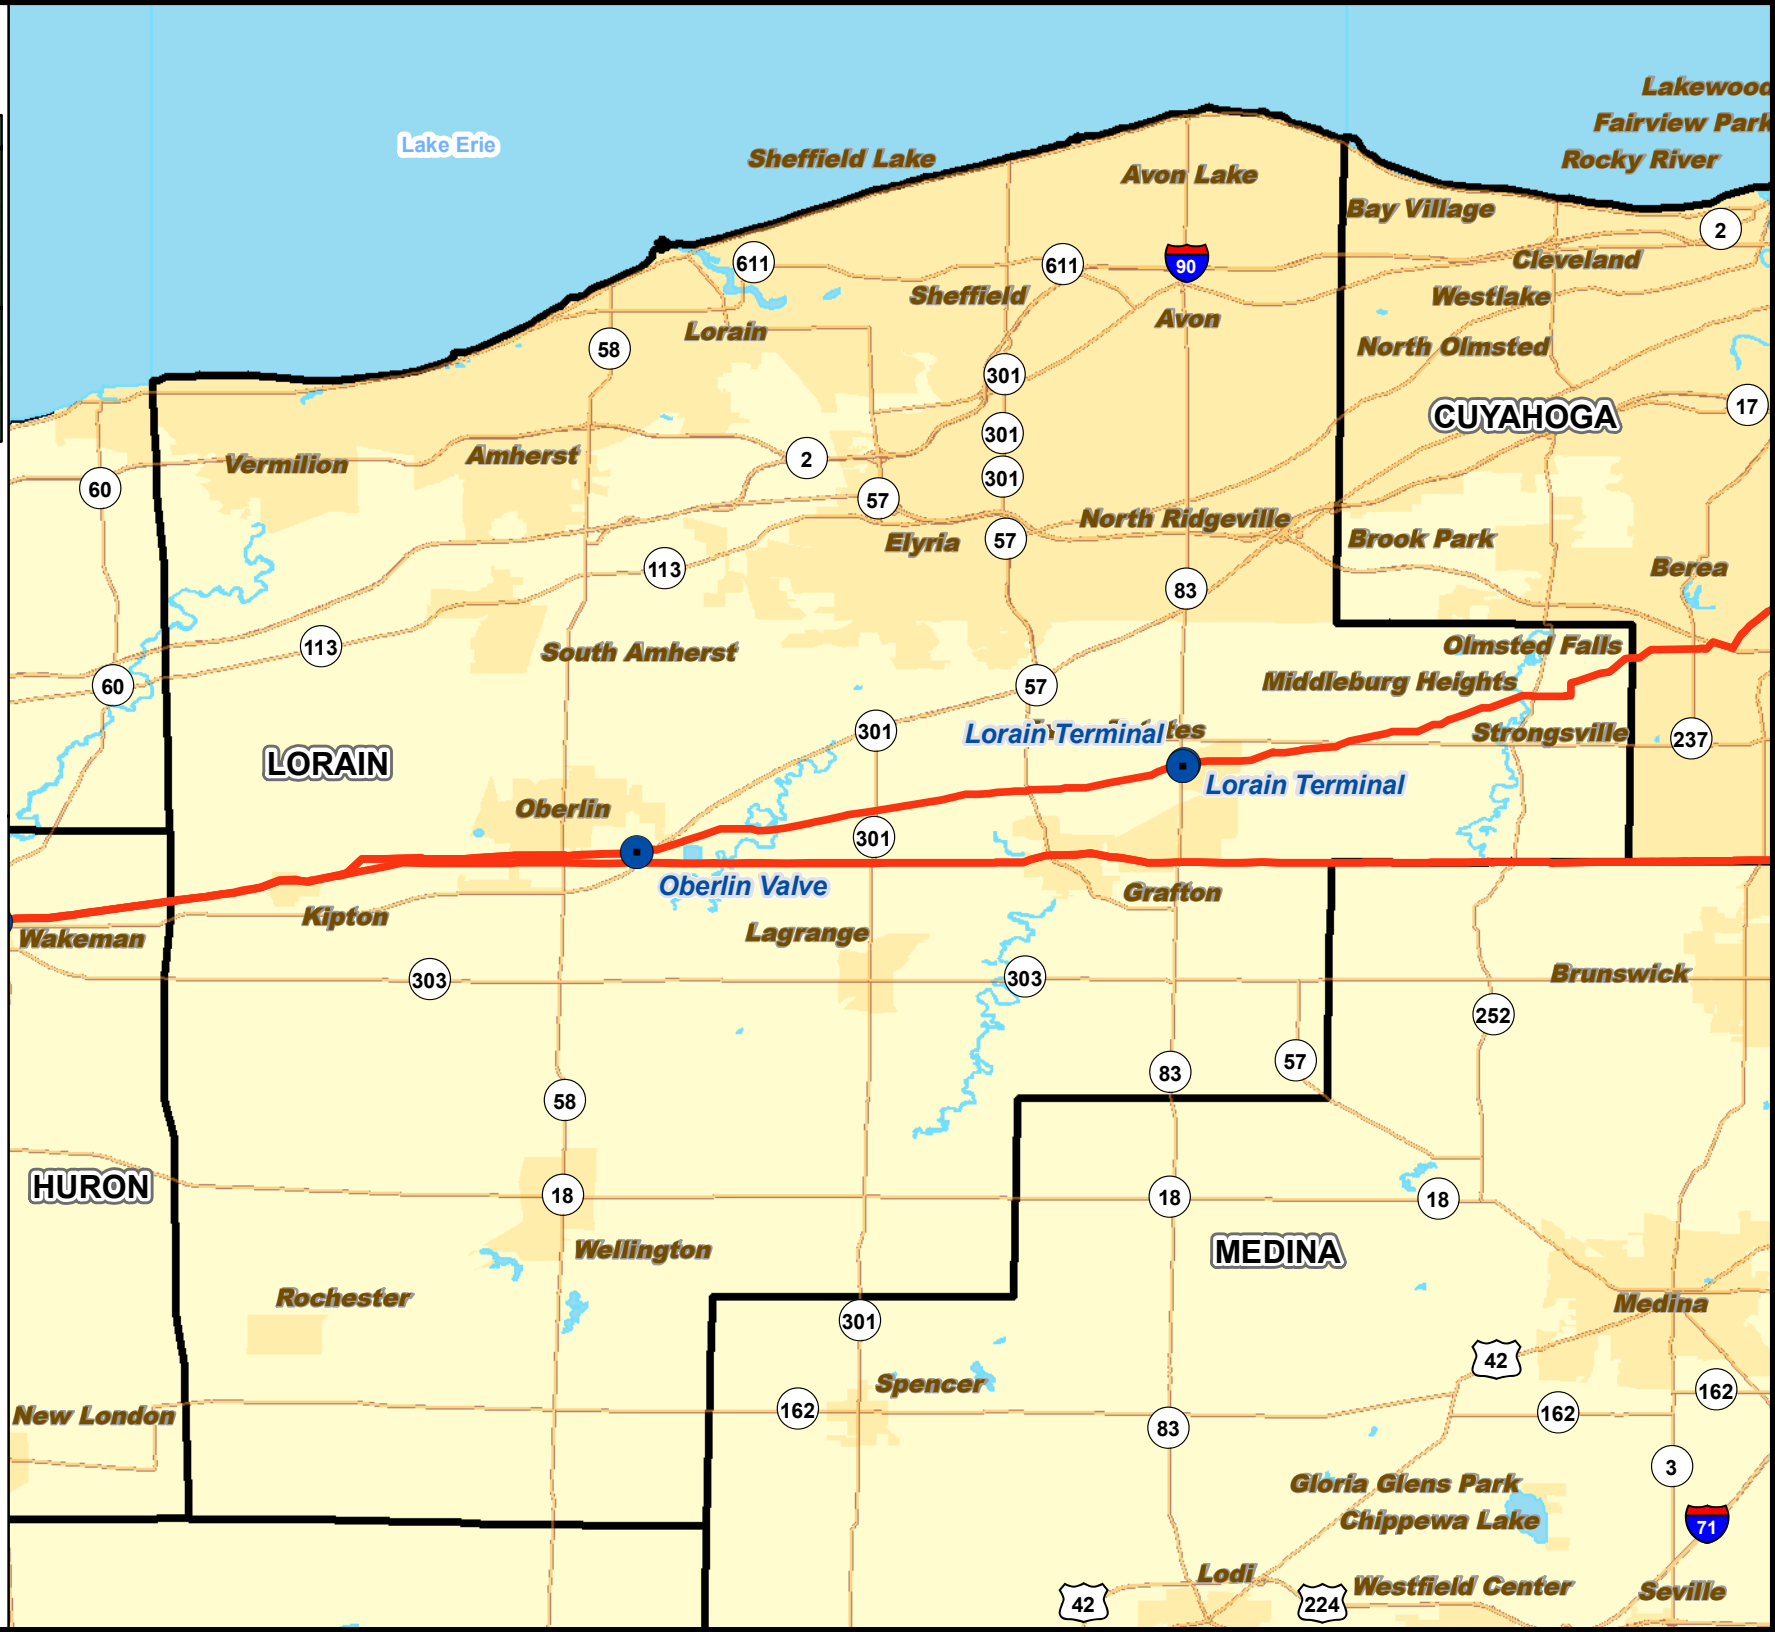 Lakewood
Fairview Park
Lake Erie
Sheffield Lake
Rocky River
Avon Lake
Bay Village
2
611
611
90
Cleveland
Sheffield
Westlake
Avon
Lorain
58
North Olmsted
301
17
CUYAHOGA
301
Vermilion
Amherst
2
301
60
57
North Ridgeville
Elyria
57
Brook Park
113
Berea
83
113
South Amherst
Olmsted Falls
60
57
Middleburg Heights
301
Lorain Terminal
Strongsville
237
LORAIN
Lorain Terminal
Oberlin
301
Oberlin Valve
Grafton
Kipton
Wakeman
Lagrange
303
303
Brunswick
252
57
83
58
HURON
18
18
18
Wellington
MEDINA
Rochester
Medina
301
42
Spencer
162
162
162
New London
83
3
Gloria Glens Park
Chippewa Lake
71
Lodi
42
224
Westfield Center
Seville